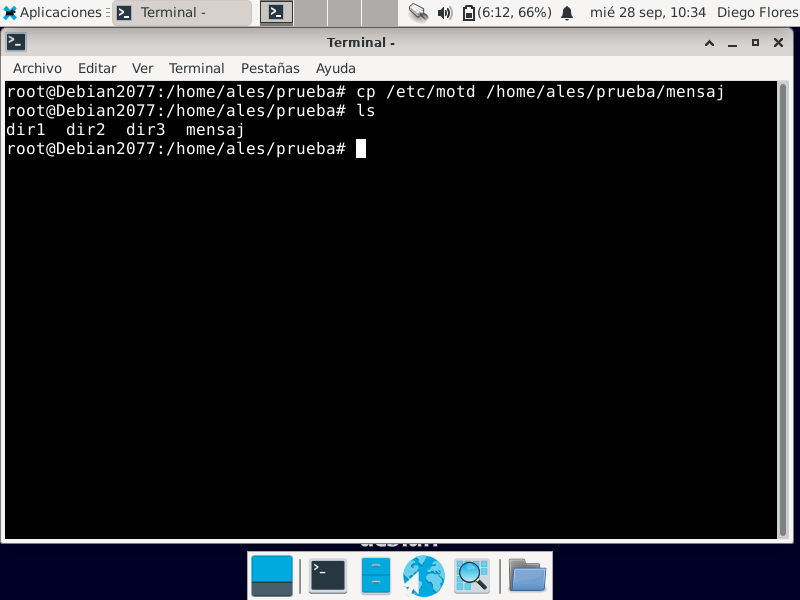 Aplicaciones
Terminal -
(6:12, 66%)
mié 28 sep, 10:34
Diego Flores
Terminal -
Archivo Editar Ver Terminal Pestañas Ayuda
root@Debian2077:/home/ales/prueba# cp /etc/motd /home/ales/prueba/mensaj
root@Debian2077:/home/ales/prueba# ls
dir1 dir2 dir3 mensaj
root@Debian2077:/home/ales/prueba#